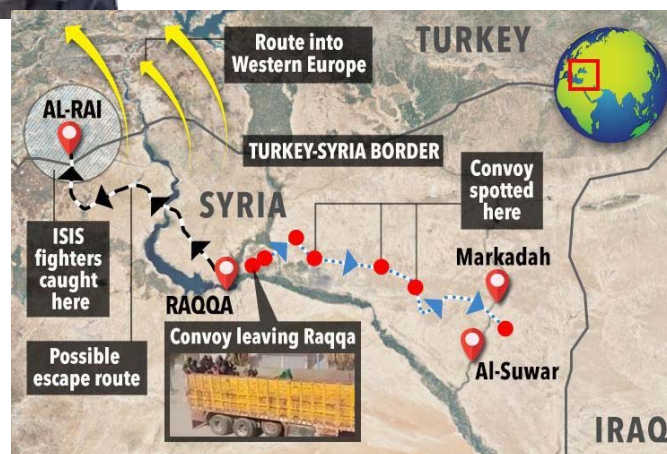 Route into
Western Europe
TURKEY
AL-RAI
TURKEY-SYRIA BORDER
Convoy
spotted
here
SYRIA
ISIS
fighters
caught
here
Markadah
RAQQA
Convoy leaving Raqqa
Possible
escape route
Al-Suwar
IRAQ